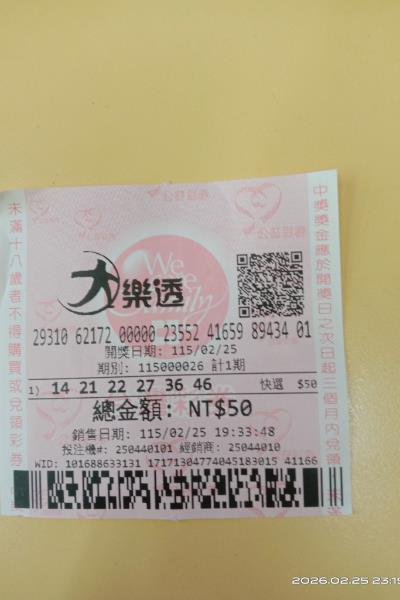 We
Family
大樂透
29310 62172 00000 23552 41659 89434 01
開獎日期: 115/02/25
期別: 115000026 計1期
1) 14 21 22 27 36 46 快選 $50
總金額: NT$50
銷售日期: 115/02/25 19:33:48
投注機#: 250440101 經銷商: 25044010
WID: 101688633131 17171304774045183015 41166
未滿十八歲者不得購買或兌領彩券
中獎獎金應於開獎日之次日起三個月內兌領
2026.02.25 23:19